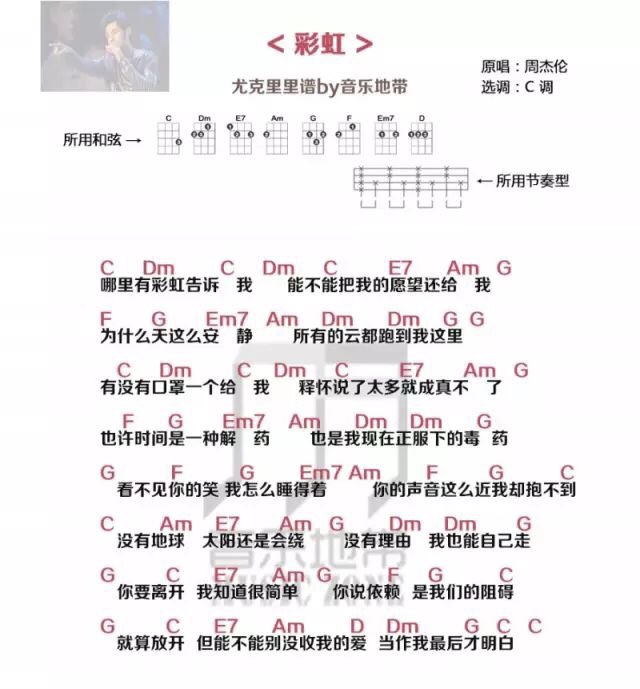 < 彩虹 >
尤克里里谱by音乐地带
原唱：周杰伦
选调：C 调
所用和弦 →
C Dm E7 Am G F Em7 D
← 所用节奏型
C Dm C Dm C E7 Am G
哪里有彩虹告诉 我 能不能把我的愿望还给 我
F G Em7 Am Dm Dm G G
为什么天这么安 静 所有的云都跑到我这里
C Dm C Dm C E7 Am G
有没有口罩一个给 我 释怀说了太多就成真不 了
F G Em7 Am Dm Dm G
也许时间是一种解 药 也是我现在正服下的毒 药
G F G Em7 Am F G C
看不见你的笑 我怎么睡得着 你的声音这么近我却抱不到
C Am E7 Am G Dm Dm G
没有地球 太阳还是会绕 没有理由 我也能自己走
G C E7 Am G F G C
你要离开 我知道很简单 你说依赖 是我们的阻碍
G C E7 Am D Dm G C C
就算放开 但能不能别没收我的爱 当作我最后才明白
音乐地带
MUSIC ZONE